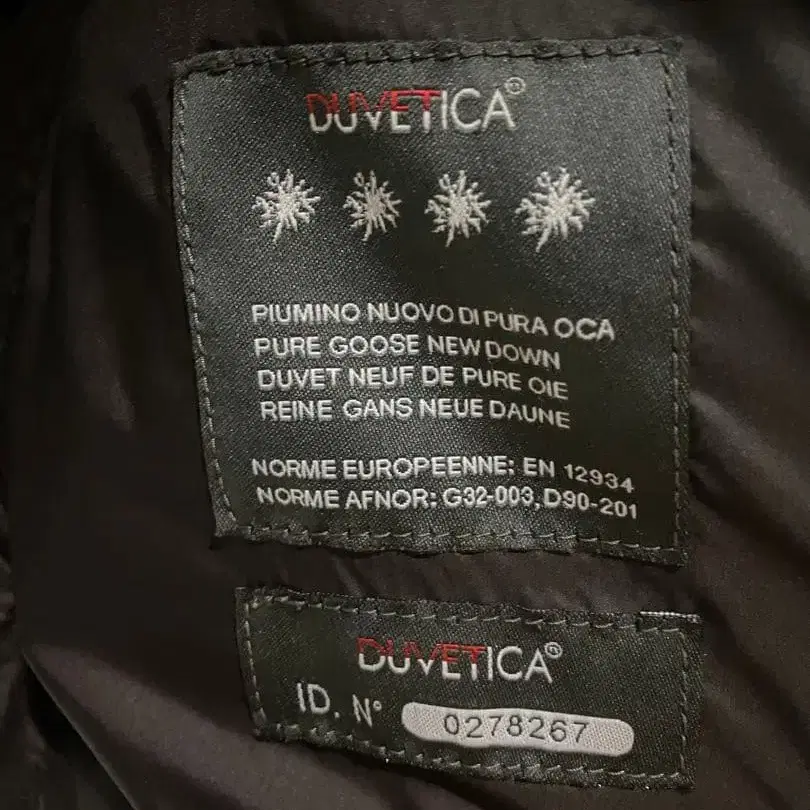 DUVETICA®
PIUMINO NUOVO DI PURA OCA
PURE GOOSE NEW DOWN
DUVET NEUF DE PURE OIE
REINE GANS NEUE DAUNE
NORME EUROPEENNE: EN 12934
NORME AFNOR: G32-003, D90-201
DUVETICA®
ID. N° 0278267